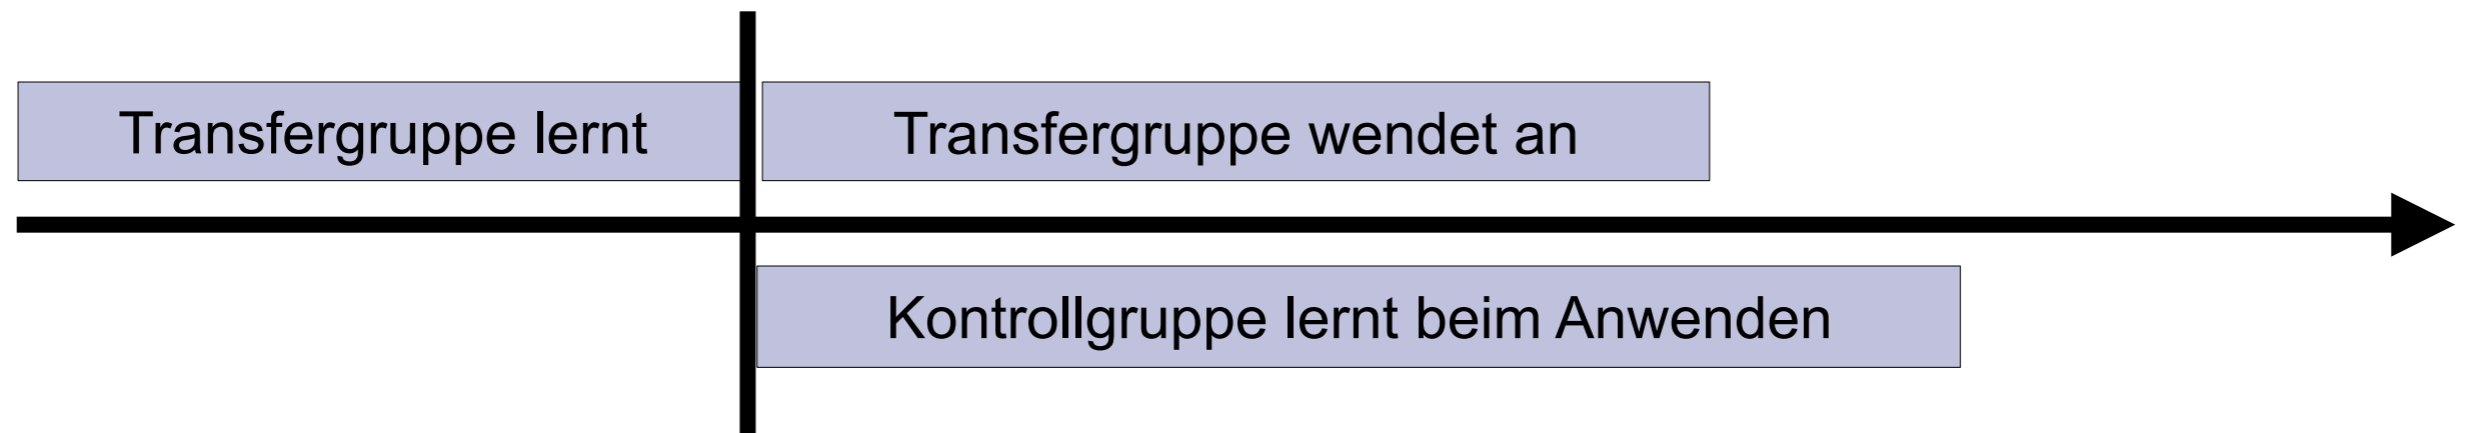 Transfergruppe lernt
Transfergruppe wendet an
Kontrollgruppe lernt beim Anwenden